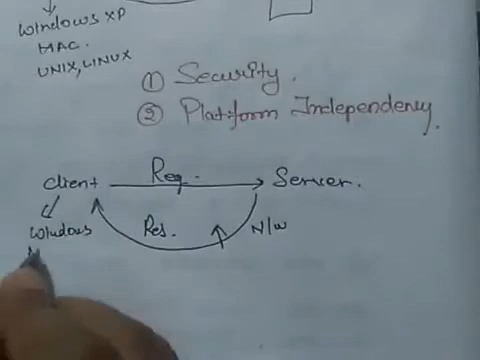 Windows XP
MAC.
UNIX, LINUX
① Security.
② Platform Independency.
Client Req. Server.
Windows Res. N/w